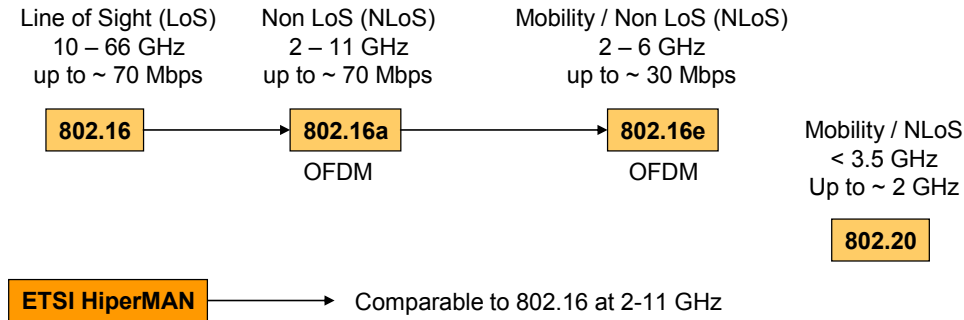 Line of Sight (LoS)
10 – 66 GHz
up to ~ 70 Mbps
Non LoS (NLoS)
2 – 11 GHz
up to ~ 70 Mbps
Mobility / Non LoS (NLoS)
2 – 6 GHz
up to ~ 30 Mbps
802.16
802.16a
802.16e
OFDM
OFDM
Mobility / NLoS
< 3.5 GHz
Up to ~ 2 GHz
802.20
ETSI HiperMAN
Comparable to 802.16 at 2-11 GHz